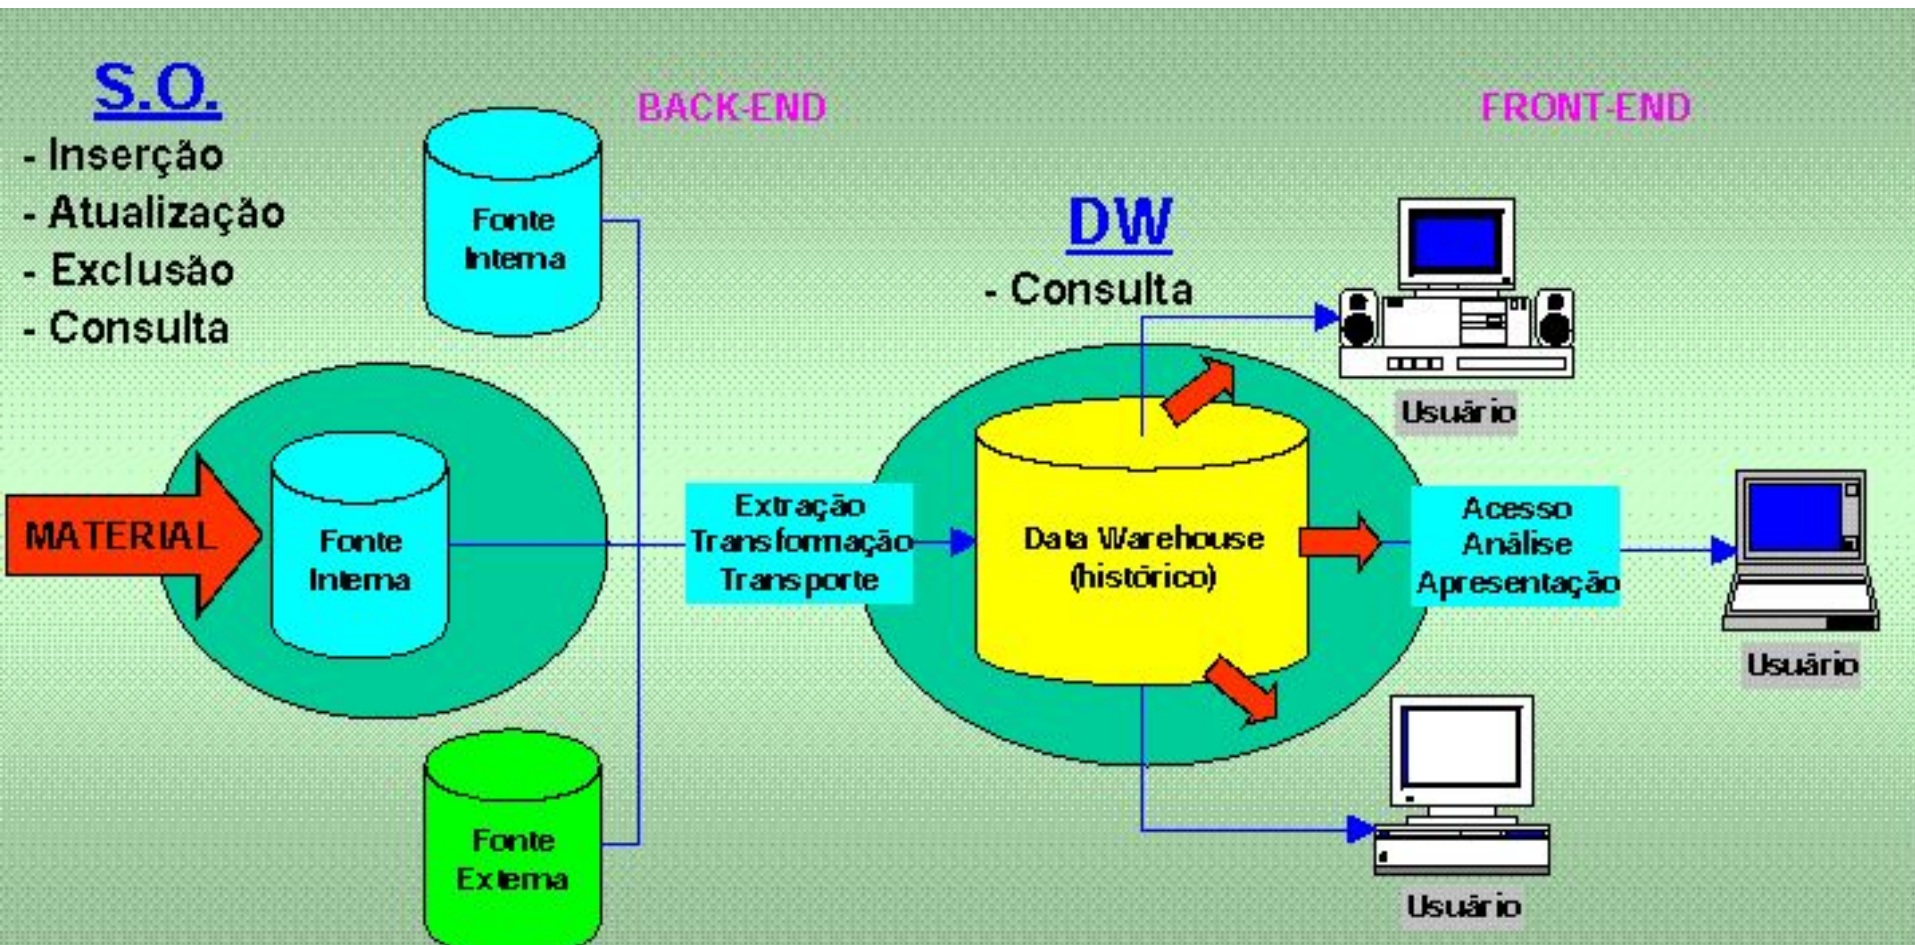 S.O.
- Inserção
- Atualização
- Exclusão
- Consulta
BACK-END
FRONT-END
Fonte
Interna
DW
- Consulta
Usuário
MATERIAL
Fonte
Interna
Extração
Transformação
Transporte
Data Warehouse
(histórico)
Acesso
Análise
Apresentação
Usuário
Fonte
Externa
Usuário